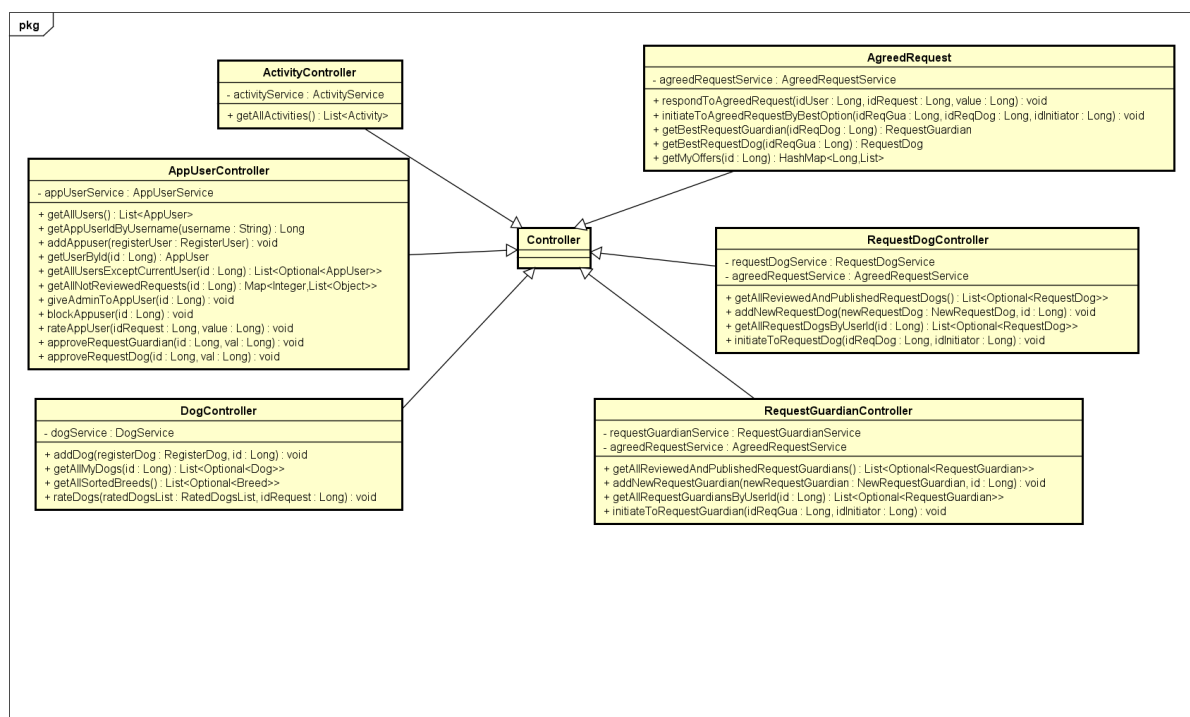 pkg
ActivityController
- activityService : ActivityService
+ getAllActivities() : List<Activity>
AgreedRequest
- agreedRequestService : AgreedRequestService
+ respondToAgreedRequest(idUser : Long, idRequest : Long, value : Long) : void
+ initiateToAgreedRequestByBestOption(idReqGua : Long, idReqDog : Long, idInitiator : Long) : void
+ getBestRequestGuardian(idReqDog : Long) : RequestGuardian
+ getBestRequestDog(idReqGua : Long) : RequestDog
+ getMyOffers(id : Long) : HashMap<Long,List>
AppUserController
- appUserService : AppUserService
+ getAllUsers() : List<AppUser>
+ getAppUserIdByUsername(username : String) : Long
+ addAppuser(registerUser : RegisterUser) : void
+ getUserById(id : Long) : AppUser
+ getAllUsersExceptCurrentUser(id : Long) : List<Optional<AppUser>>
+ getAllNotReviewedRequests(id : Long) : Map<Integer,List<Object>>
+ giveAdminToAppUser(id : Long) : void
+ blockAppuser(id : Long) : void
+ rateAppUser(idRequest : Long, value : Long) : void
+ approveRequestGuardian(id : Long, val : Long) : void
+ approveRequestDog(id : Long, val : Long) : void
Controller
RequestDogController
- requestDogService : RequestDogService
- agreedRequestService : AgreedRequestService
+ getAllReviewedAndPublishedRequestDogs() : List<Optional<RequestDog>>
+ addNewRequestDog(newRequestDog : NewRequestDog, id : Long) : void
+ getAllRequestDogsByUserId(id : Long) : List<Optional<RequestDog>>
+ initiateToRequestDog(idReqDog : Long, idInitiator : Long) : void
DogController
- dogService : DogService
+ addDog(registerDog : RegisterDog, id : Long) : void
+ getAllMyDogs(id : Long) : List<Optional<Dog>>
+ getAllSortedBreeds() : List<Optional<Breed>>
+ rateDogs(ratedDogsList : RatedDogsList, idRequest : Long) : void
RequestGuardianController
- requestGuardianService : RequestGuardianService
- agreedRequestService : AgreedRequestService
+ getAllReviewedAndPublishedRequestGuardians() : List<Optional<RequestGuardian>>
+ addNewRequestGuardian(newRequestGuardian : NewRequestGuardian, id : Long) : void
+ getAllRequestGuardiansByUserId(id : Long) : List<Optional<RequestGuardian>>
+ initiateToRequestGuardian(idReqGua : Long, idInitiator : Long) : void